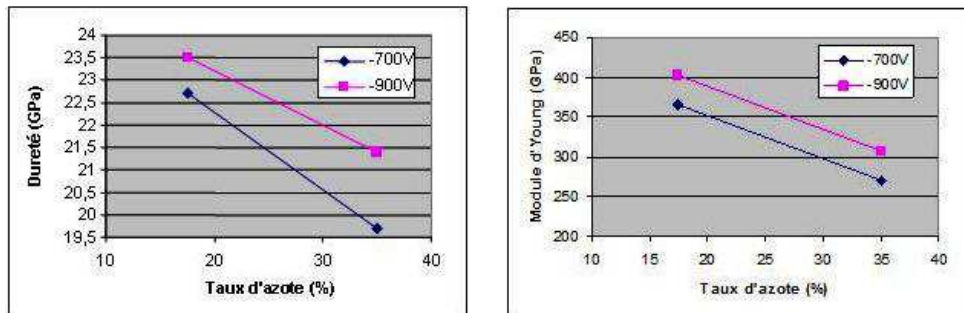 24
23,5
23
22,5
22
21,5
21
20,5
20
19,5
10 20 30 40
Dureté (GPa)
Taux d'azote (%)
-700V
-900V
450
400
350
300
250
200
10 15 20 25 30 35 40
Module d'Young (GPa)
Taux d'azote (%)
-700V
-900V